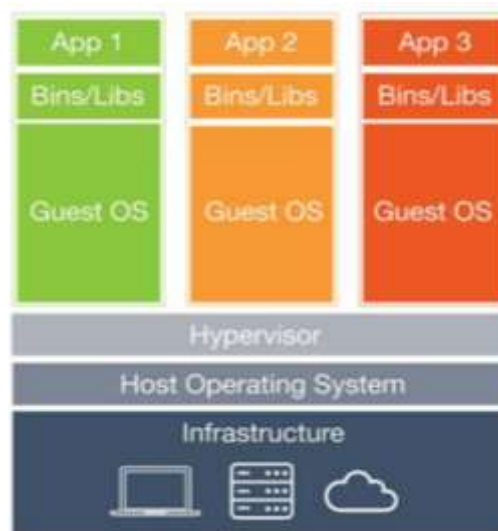 App 1 App 2 App 3
Bins/Libs Bins/Libs Bins/Libs
Guest OS Guest OS Guest OS
Hypervisor
Host Operating System
Infrastructure